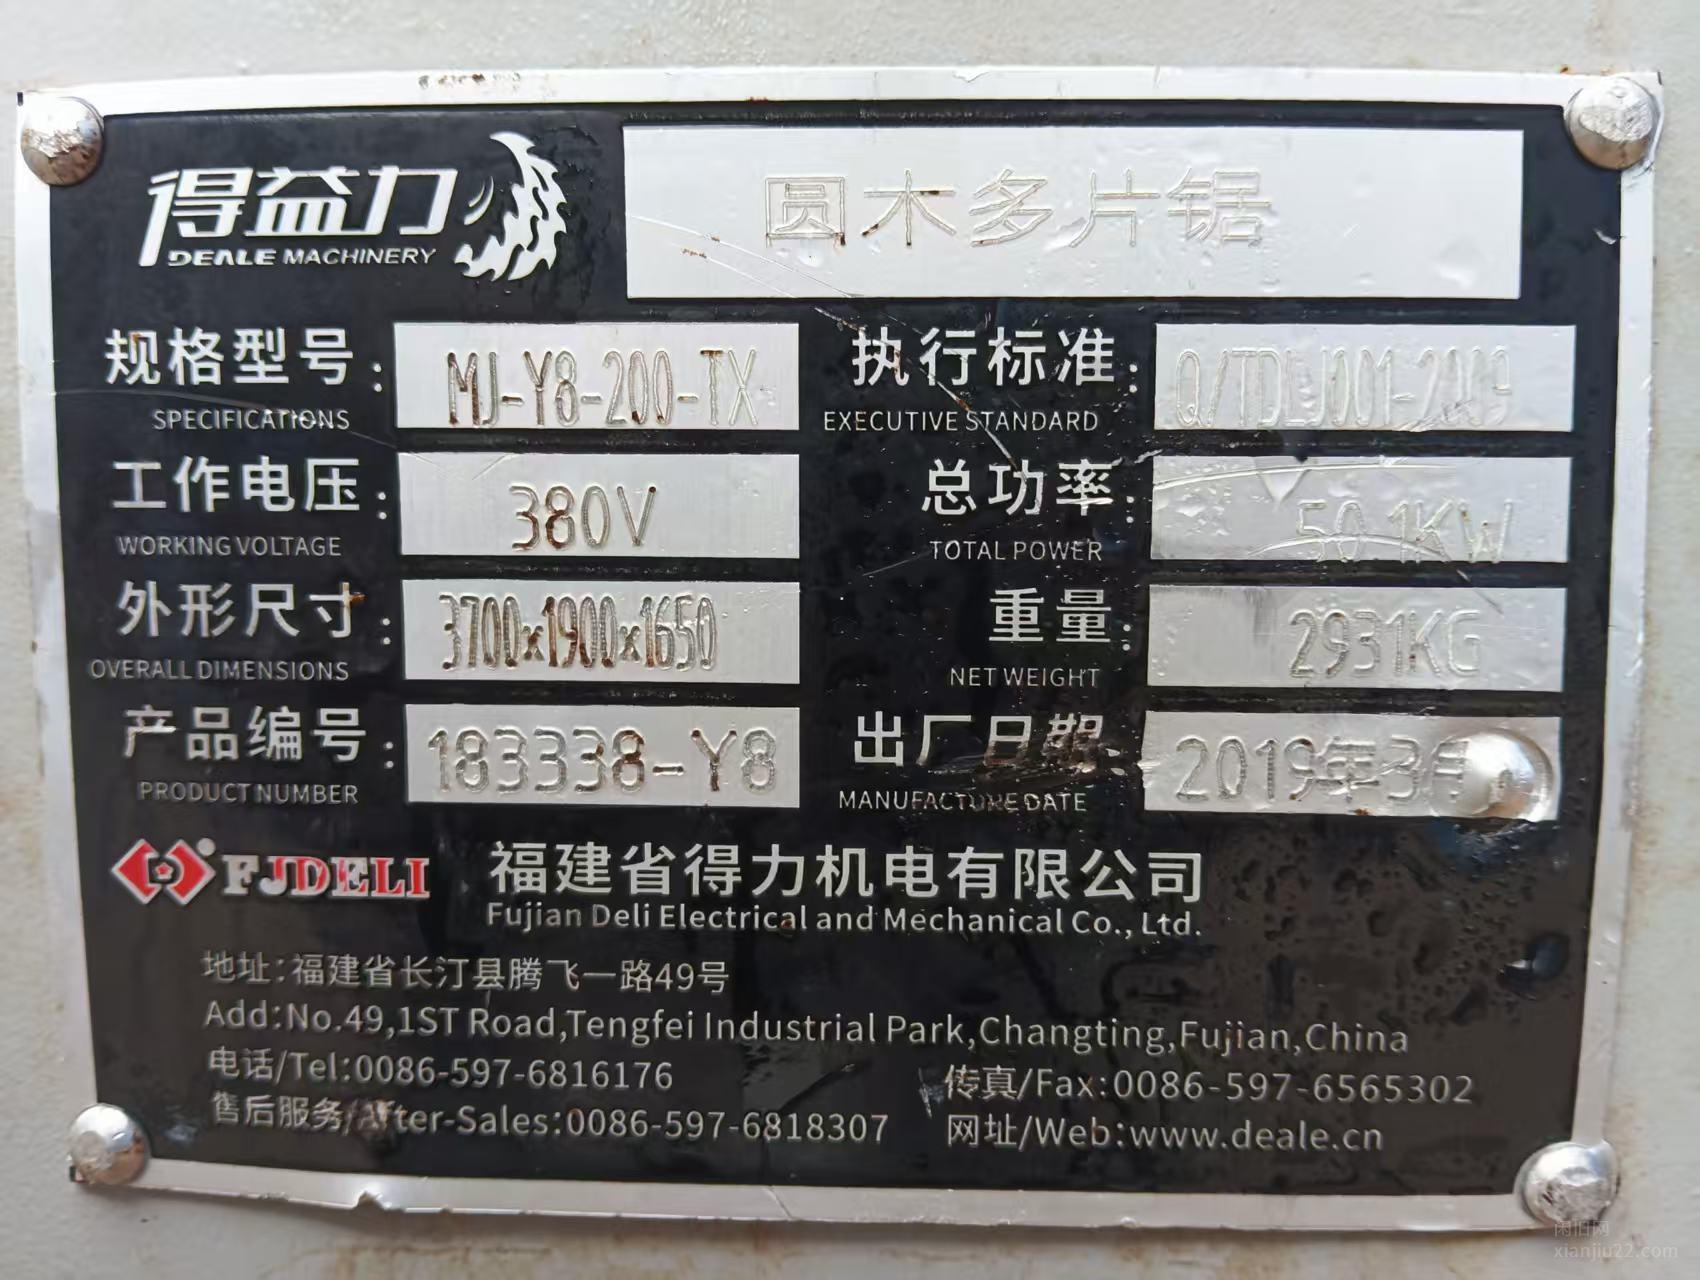 得益力
DEALE MACHINERY
圆木多片锯
规格型号: MJ-Y8-200-TX
SPECIFICATIONS
执行标准: Q/TDLJ001-2009
EXECUTIVE STANDARD
工作电压: 380V
WORKING VOLTAGE
总功率: 50.1KW
TOTAL POWER
外形尺寸: 3700x1900x1650
OVERALL DIMENSIONS
重量: 2931KG
NET WEIGHT
产品编号: 183338-Y8
PRODUCT NUMBER
出厂日期: 2019年3月
MANUFACTURE DATE
FJDELI
福建省得力机电有限公司
Fujian Deli Electrical and Mechanical Co., Ltd.
地址:福建省长汀县腾飞一路49号
Add:No.49,1ST Road,Tengfei Industrial Park,Changting,Fujian,China
电话/Tel:0086-597-6816176
传真/Fax:0086-597-6565302
售后服务/After-Sales:0086-597-6818307
网址/Web:www.deale.cn
闲旧网
xianjiu22.com